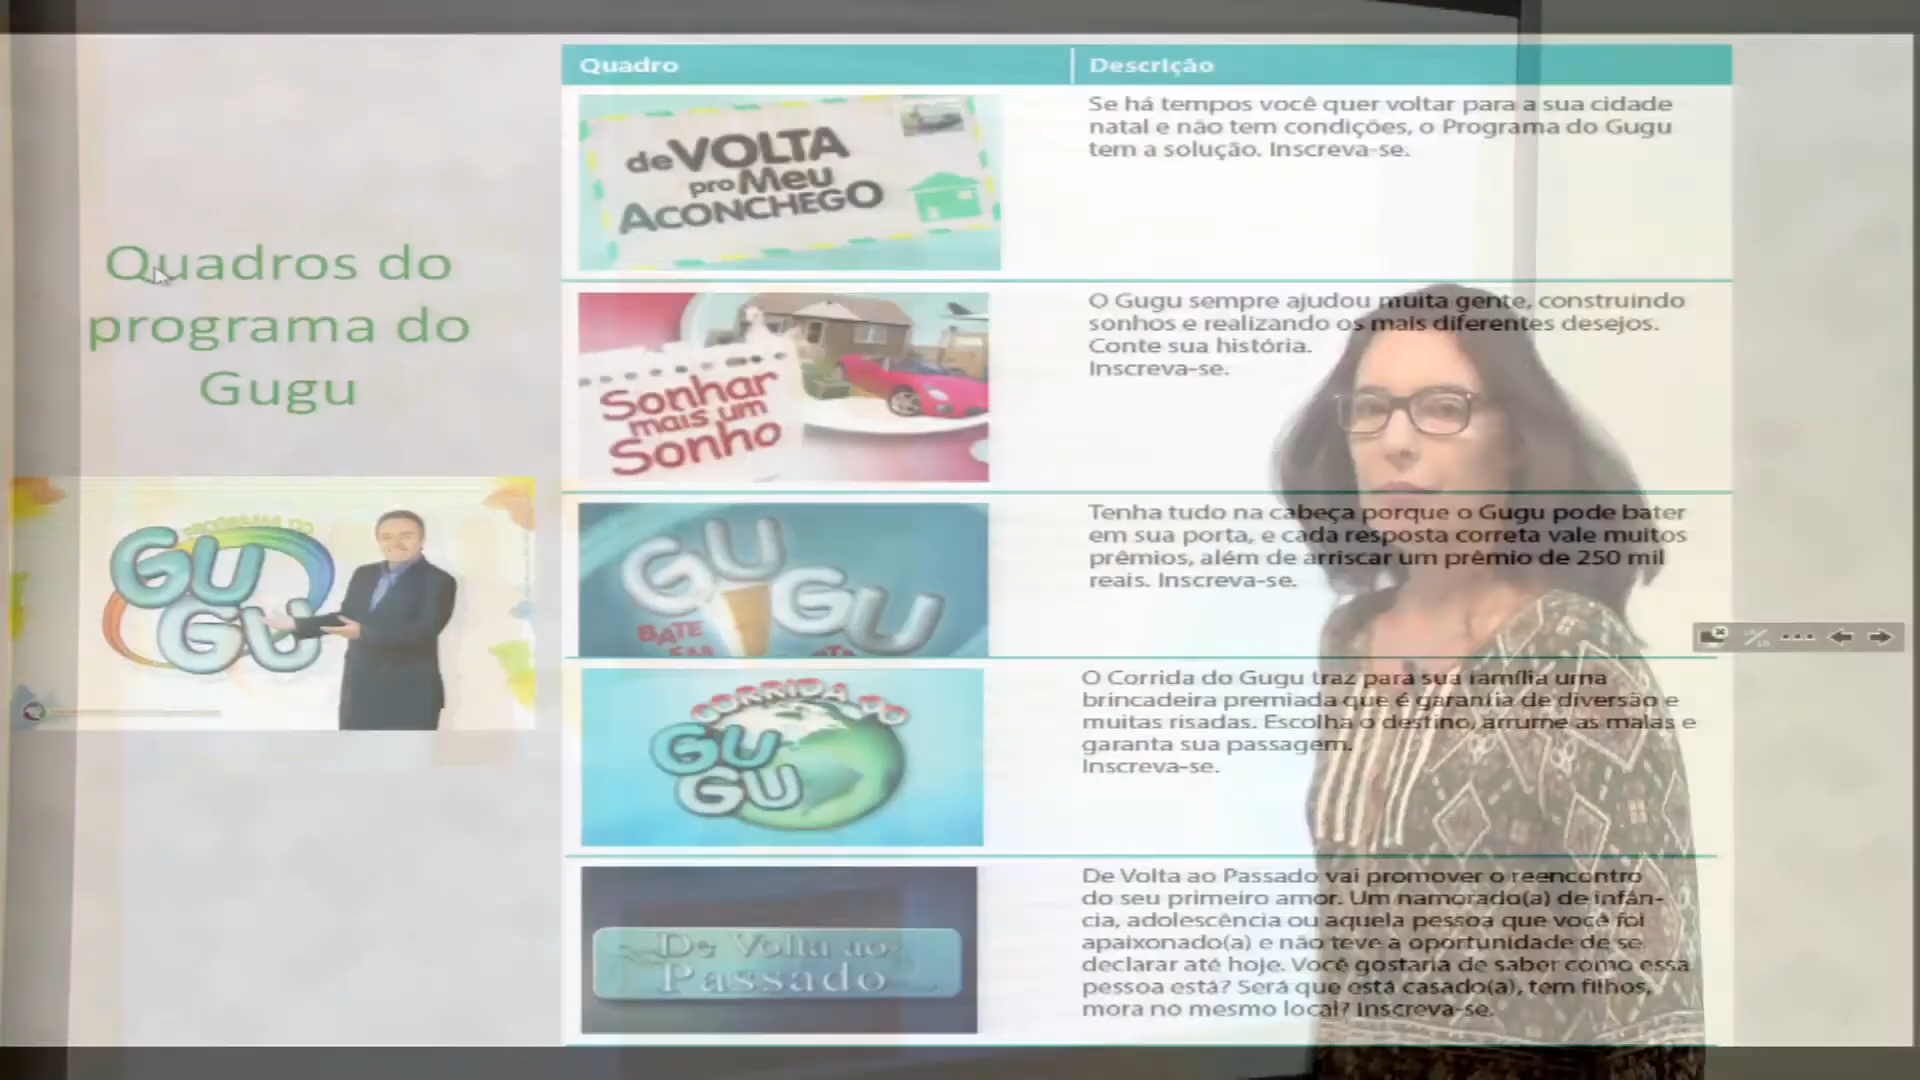 Quadros do
programa do
Gugu
PROGRAMA DO
GU
GU
Quadro
Descrição
de VOLTA
pro Meu
ACONCHEGO
Se há tempos você quer voltar para a sua cidade
natal e não tem condições, o Programa do Gugu
tem a solução. Inscreva-se.
Sonhar
mais um
Sonho
O Gugu sempre ajudou muita gente, construindo
sonhos e realizando os mais diferentes desejos.
Conte sua história.
Inscreva-se.
GU
GU
BATE
Tenha tudo na cabeça porque o Gugu pode bater
em sua porta, e cada resposta correta vale muitos
prêmios, além de arriscar um prêmio de 250 mil
reais. Inscreva-se.
CORRIDA DO
GU
GU
O Corrida do Gugu traz para sua família uma
brincadeira premiada que é garantia de diversão e
muitas risadas. Escolha o destino, arrume as malas e
garanta sua passagem.
Inscreva-se.
De Volta ao
Passado
De Volta ao Passado vai promover o reencontro
do seu primeiro amor. Um namorado(a) de infân-
cia, adolescência ou aquela pessoa que você foi
apaixonado(a) e não teve a oportunidade de se
declarar até hoje. Você gostaria de saber como essa
pessoa está? Será que está casado(a), tem filhos,
mora no mesmo local? Inscreva-se.